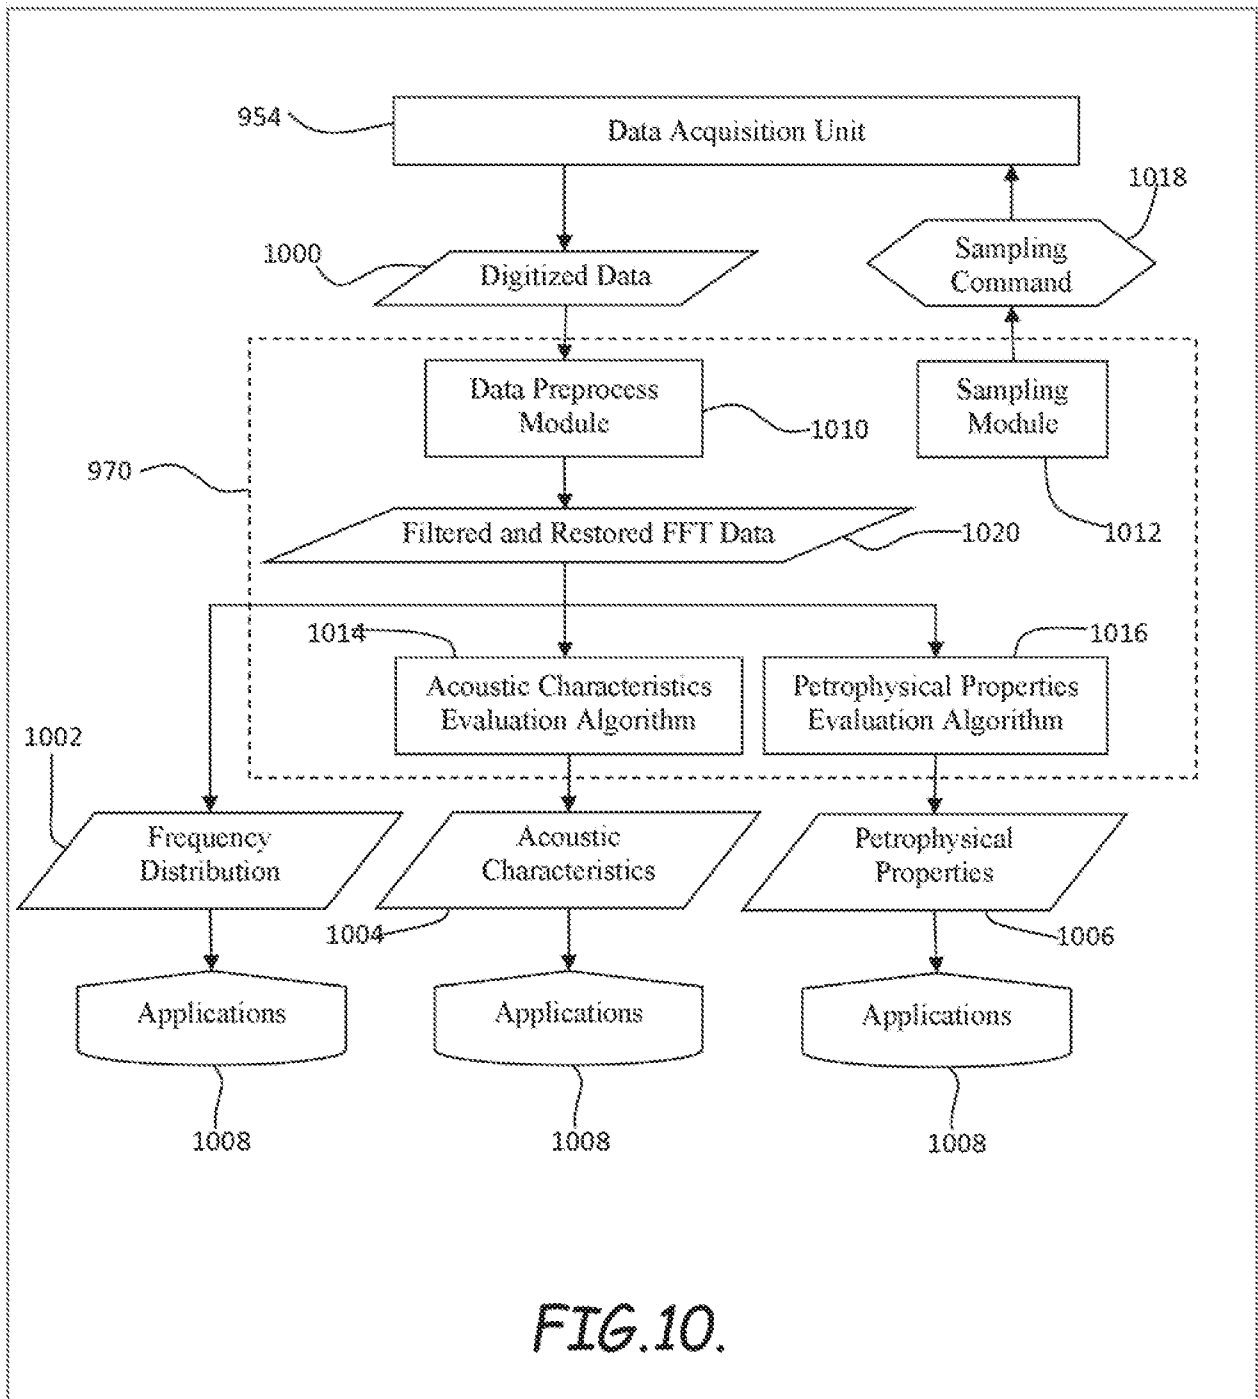 954
Data Acquisition Unit
1018
1000
Digitized Data
Sampling
Command
Data Preprocess
Module
1010
Sampling
Module
970
Filtered and Restored FFT Data
1020
1012
1014
1016
Acoustic Characteristics
Evaluation Algorithm
Petrophysical Properties
Evaluation Algorithm
1002
Frequency
Distribution
Acoustic
Characteristics
Petrophysical
Properties
1004
1006
Applications
Applications
Applications
1008
1008
1008
FIG.10.